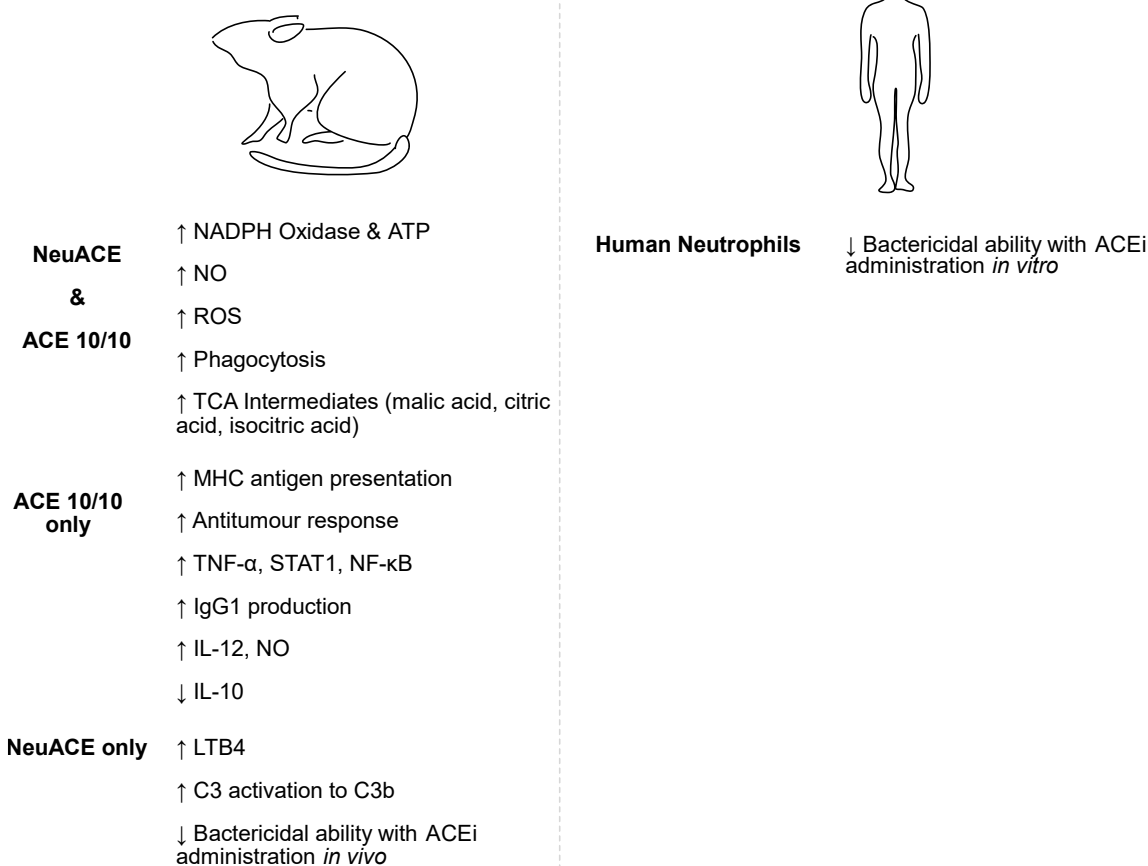 NeuACE
&
ACE 10/10
↑ NADPH Oxidase & ATP
↑ NO
↑ ROS
↑ Phagocytosis
↑ TCA Intermediates (malic acid, citric
acid, isocitric acid)
ACE 10/10
only
↑ MHC antigen presentation
↑ Antitumour response
↑ TNF-α, STAT1, NF-κB
↑ IgG1 production
↑ IL-12, NO
↓ IL-10
NeuACE only
↑ LTB4
↑ C3 activation to C3b
↓ Bactericidal ability with ACEi
administration in vivo
Human Neutrophils
↓ Bactericidal ability with ACEi
administration in vitro